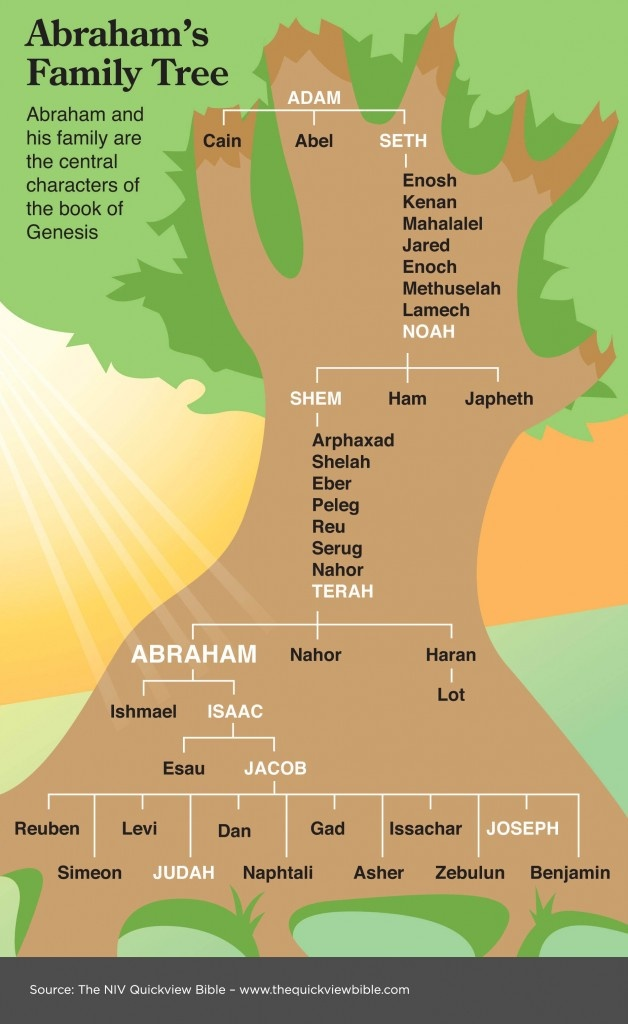 Abraham's
Family Tree
Abraham and
his family are
the central
characters of
the book of
Genesis
ADAM
Cain Abel SETH
Enosh
Kenan
Mahalalel
Jared
Enoch
Methuselah
Lamech
NOAH
SHEM Ham Japheth
Arphaxad
Shelah
Eber
Peleg
Reu
Serug
Nahor
TERAH
ABRAHAM Nahor Haran
Lot
Ishmael ISAAC
Esau JACOB
Reuben Levi Dan Gad Issachar JOSEPH
Simeon JUDAH Naphtali Asher Zebulun Benjamin
Source: The NIV Quickview Bible – www.thequickviewbible.com